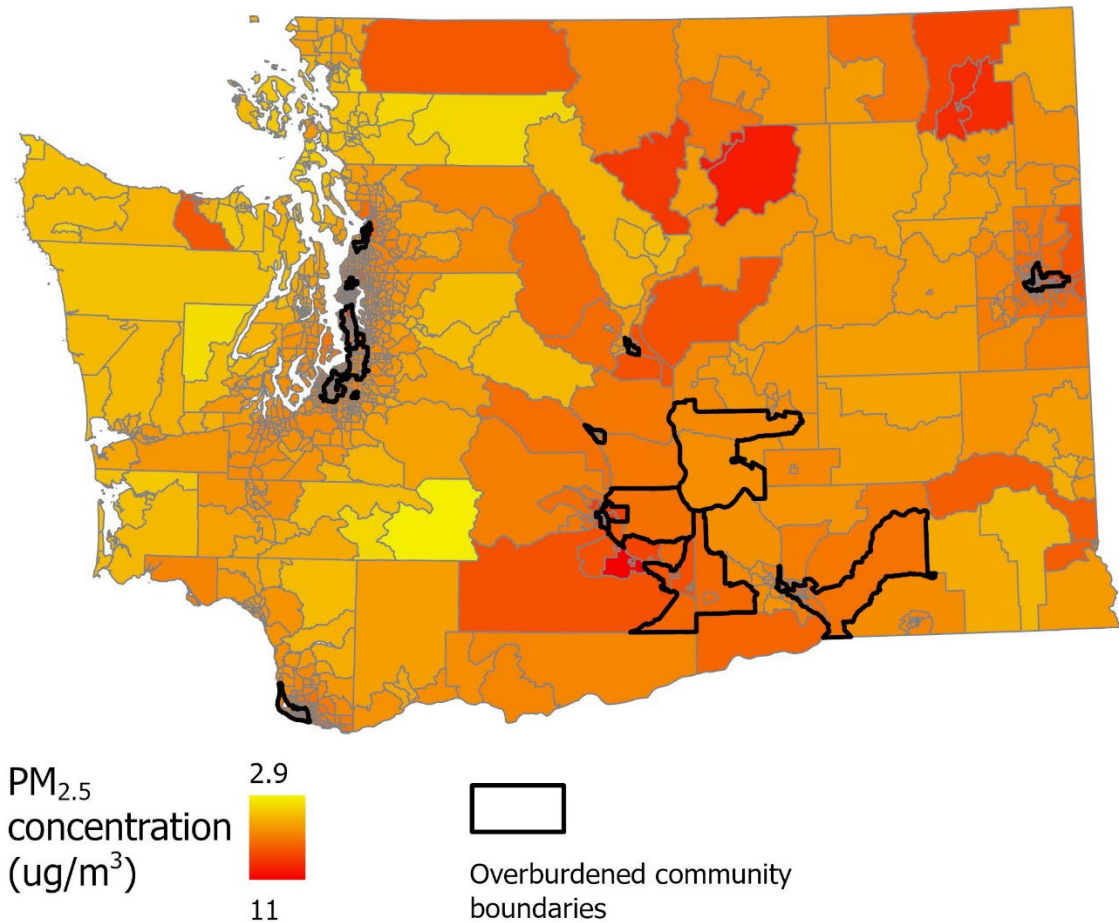 PM2.5
concentration
(ug/m3)
2.9
11
Overburdened community
boundaries